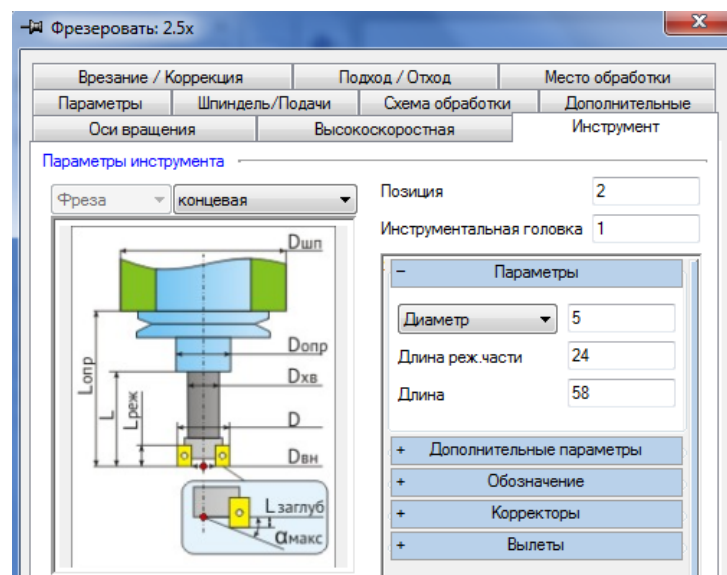 Фрезеровать: 2.5x
Врезание / Коррекция
Подход / Отход
Место обработки
Параметры
Шпиндель/Подачи
Схема обработки
Дополнительные
Оси вращения
Высокоскоростная
Инструмент
Параметры инструмента
Фреза
концевая
Dшп
Dопр
Dхв
D
Dвн
Lопр
L
Lреж
L заглуб
αмакс
Позиция 2
Инструментальная головка 1
− Параметры
Диаметр 5
Длина реж.части 24
Длина 58
+ Дополнительные параметры
+ Обозначение
+ Корректоры
+ Вылеты